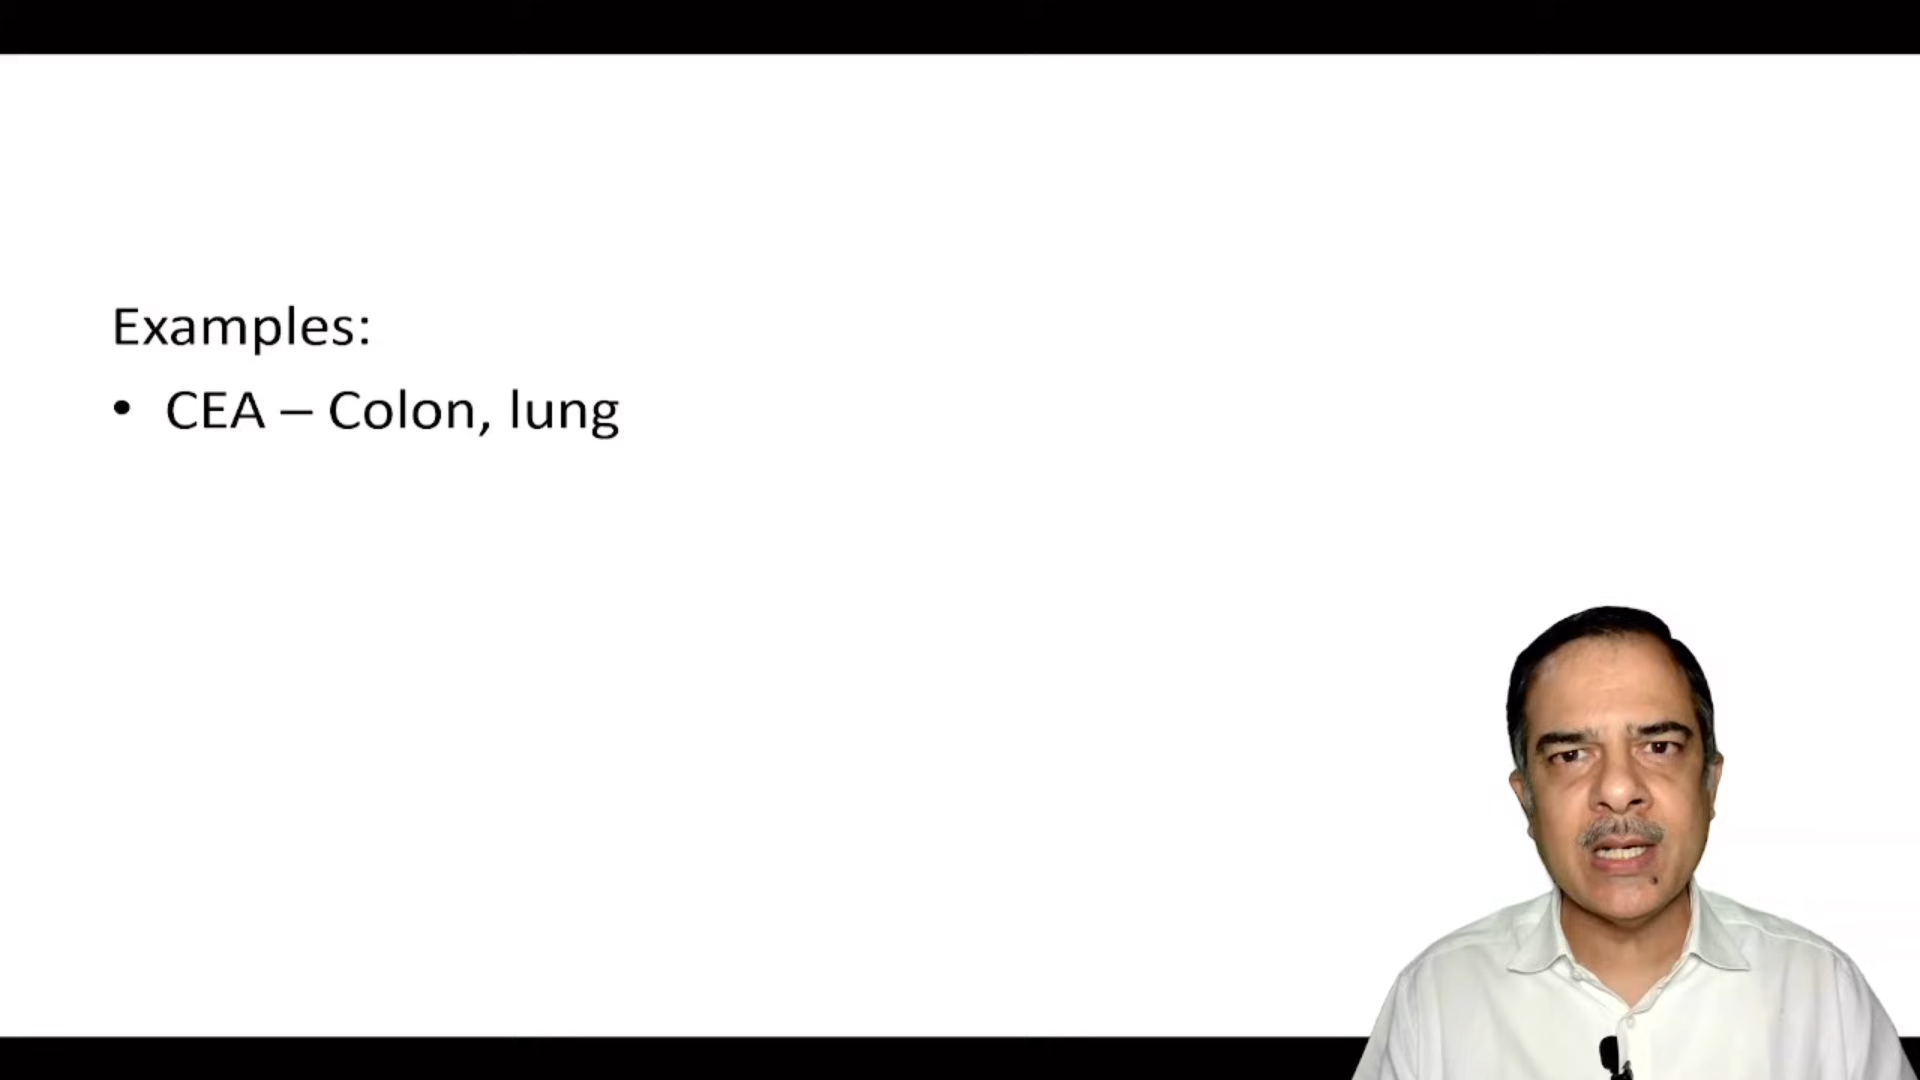 Examples:
• CEA – Colon, lung